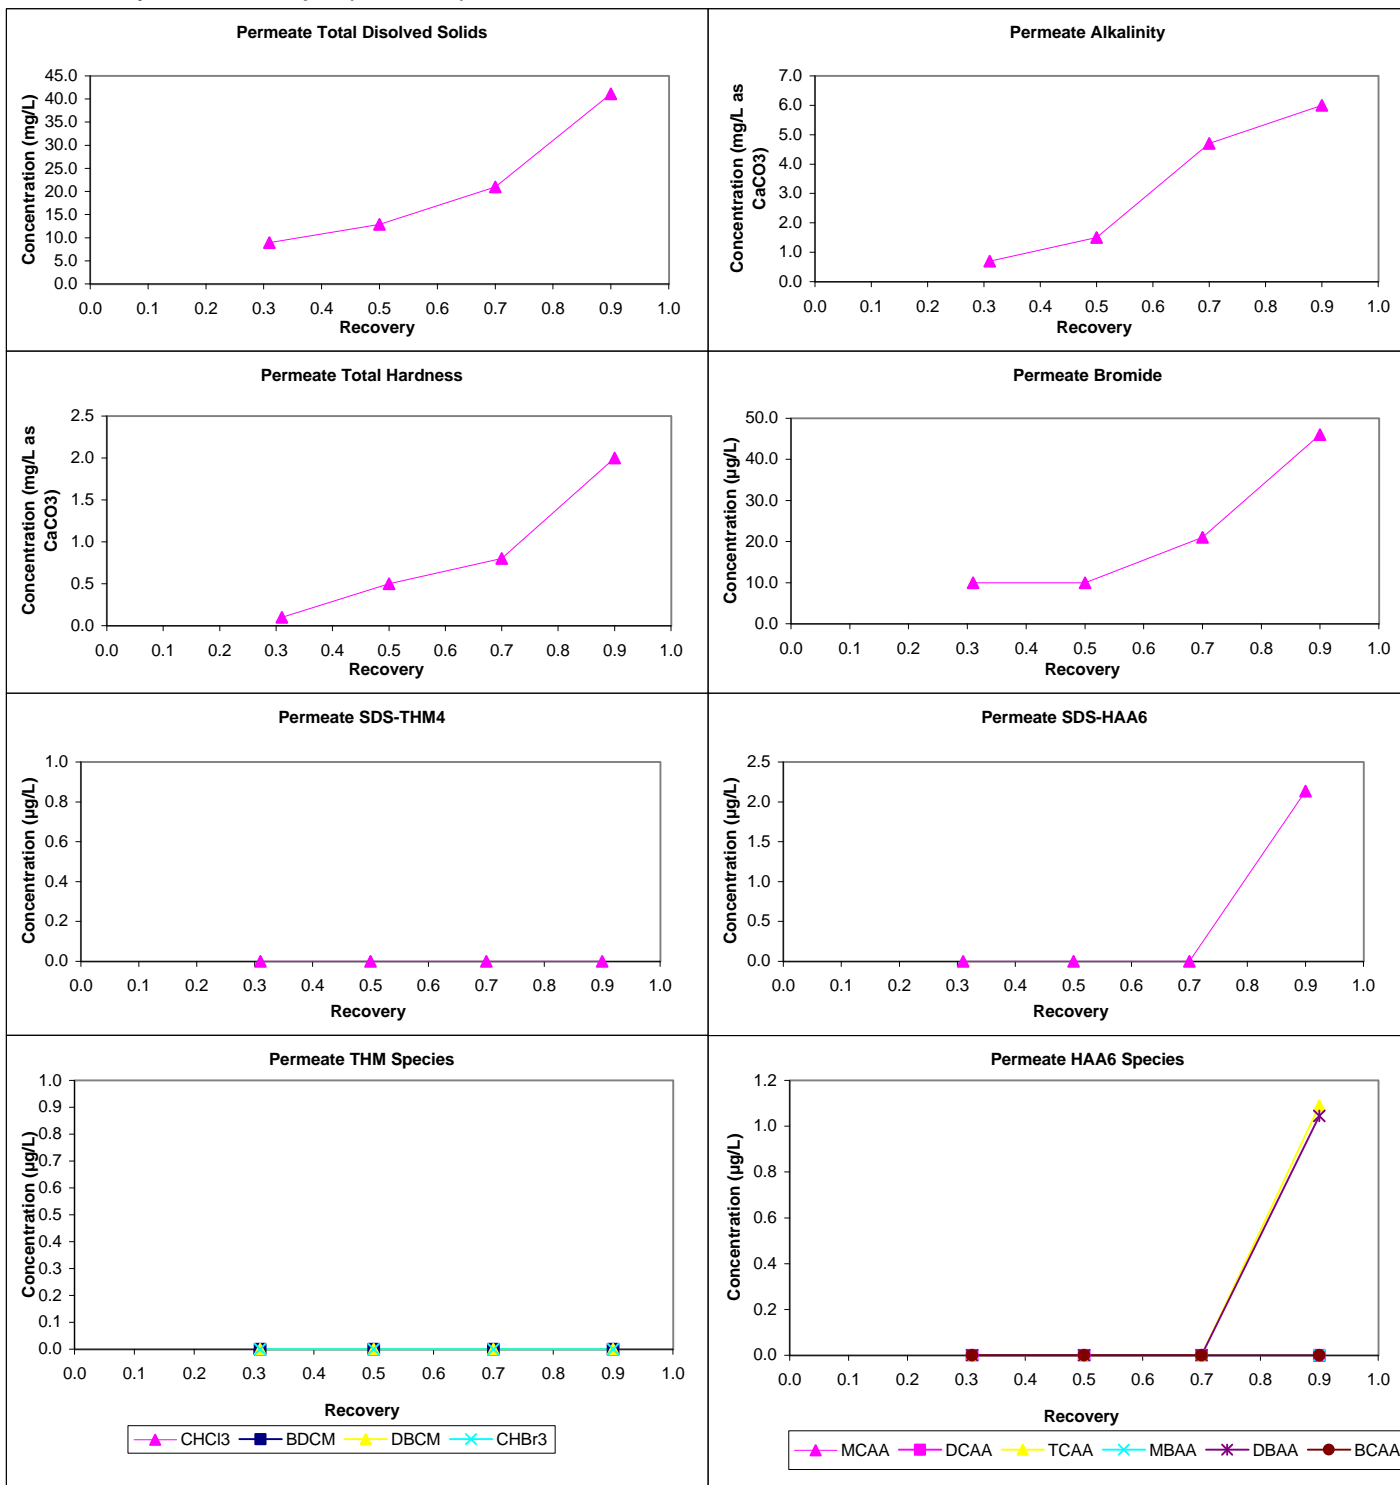 Permeate Total Disolved Solids
Concentration (mg/L)
45.0
40.0
35.0
30.0
25.0
20.0
15.0
10.0
5.0
0.0
0.0 0.1 0.2 0.3 0.4 0.5 0.6 0.7 0.8 0.9 1.0
Recovery
Permeate Alkalinity
Concentration (mg/L as
CaCO3)
7.0
6.0
5.0
4.0
3.0
2.0
1.0
0.0
0.0 0.1 0.2 0.3 0.4 0.5 0.6 0.7 0.8 0.9 1.0
Recovery
Permeate Total Hardness
Concentration (mg/L as
CaCO3)
2.5
2.0
1.5
1.0
0.5
0.0
0.0 0.1 0.2 0.3 0.4 0.5 0.6 0.7 0.8 0.9 1.0
Recovery
Permeate Bromide
Concentration (µg/L)
50.0
40.0
30.0
20.0
10.0
0.0
0.0 0.1 0.2 0.3 0.4 0.5 0.6 0.7 0.8 0.9 1.0
Recovery
Permeate SDS-THM4
Concentration (µg/L)
1.0
0.8
0.6
0.4
0.2
0.0
0.0 0.1 0.2 0.3 0.4 0.5 0.6 0.7 0.8 0.9 1.0
Recovery
Permeate SDS-HAA6
Concentration (µg/L)
2.5
2.0
1.5
1.0
0.5
0.0
0.0 0.1 0.2 0.3 0.4 0.5 0.6 0.7 0.8 0.9 1.0
Recovery
Permeate THM Species
Concentration (µg/L)
1.0
0.9
0.8
0.7
0.6
0.5
0.4
0.3
0.2
0.1
0.0
0.0 0.1 0.2 0.3 0.4 0.5 0.6 0.7 0.8 0.9 1.0
Recovery
CHCl3 BDCM DBCM CHBr3
Permeate HAA6 Species
Concentration (µg/L)
1.2
1.0
0.8
0.6
0.4
0.2
0.0
0.0 0.1 0.2 0.3 0.4 0.5 0.6 0.7 0.8 0.9 1.0
Recovery
MCAA DCAA TCAA MBAA DBAA BCAA